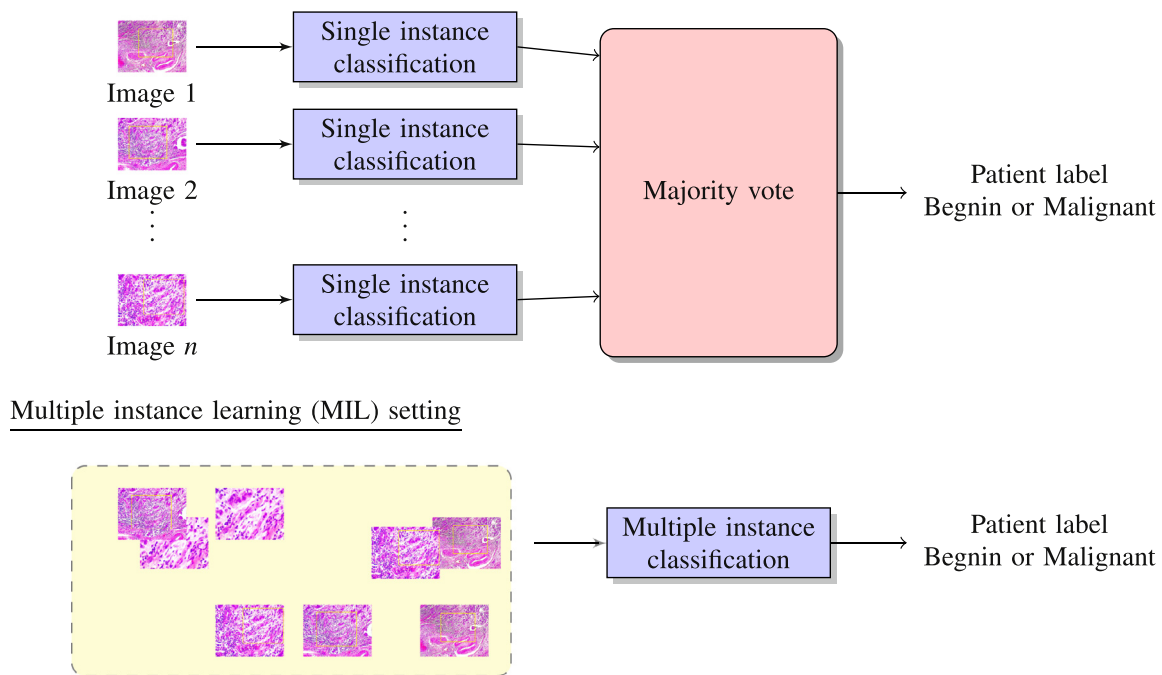 Single instance
classification
Image 1
Single instance
classification
Image 2
Single instance
classification
Image n
Majority vote
Patient label
Begnin or Malignant
Multiple instance learning (MIL) setting
Multiple instance
classification
Patient label
Begnin or Malignant